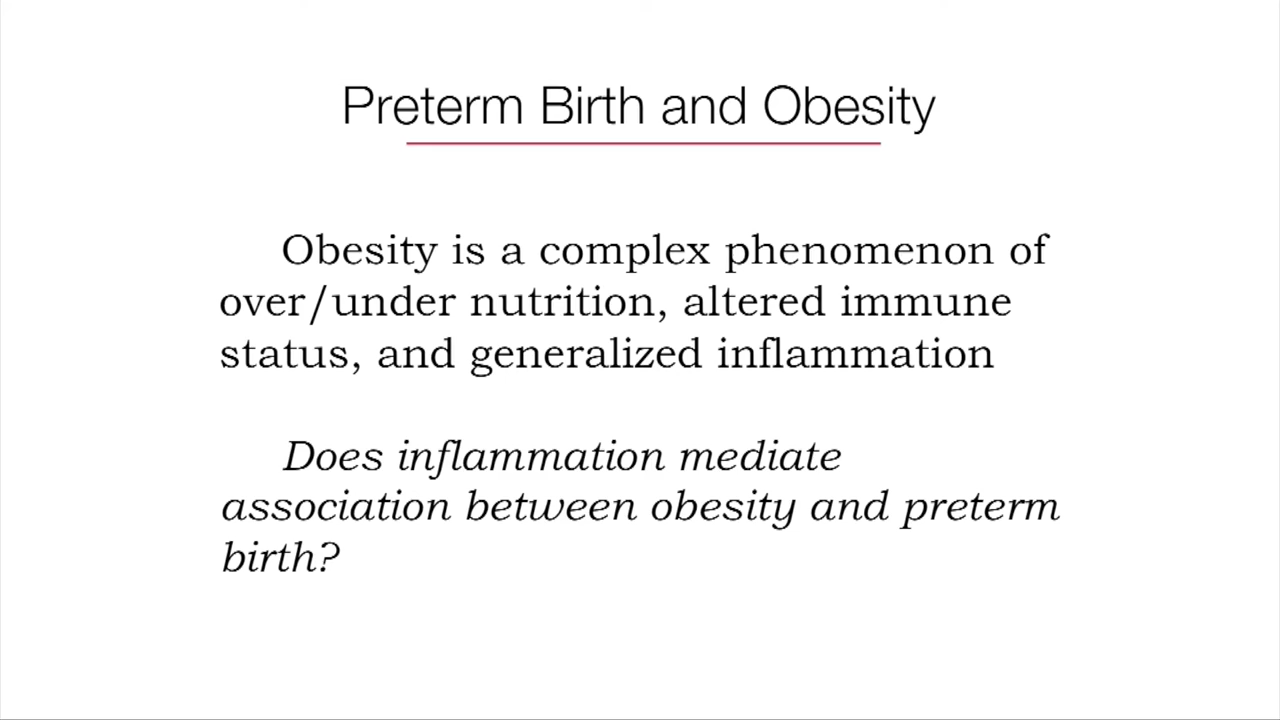 Preterm Birth and Obesity
Obesity is a complex phenomenon of
over/under nutrition, altered immune
status, and generalized inflammation
Does inflammation mediate
association between obesity and preterm
birth?